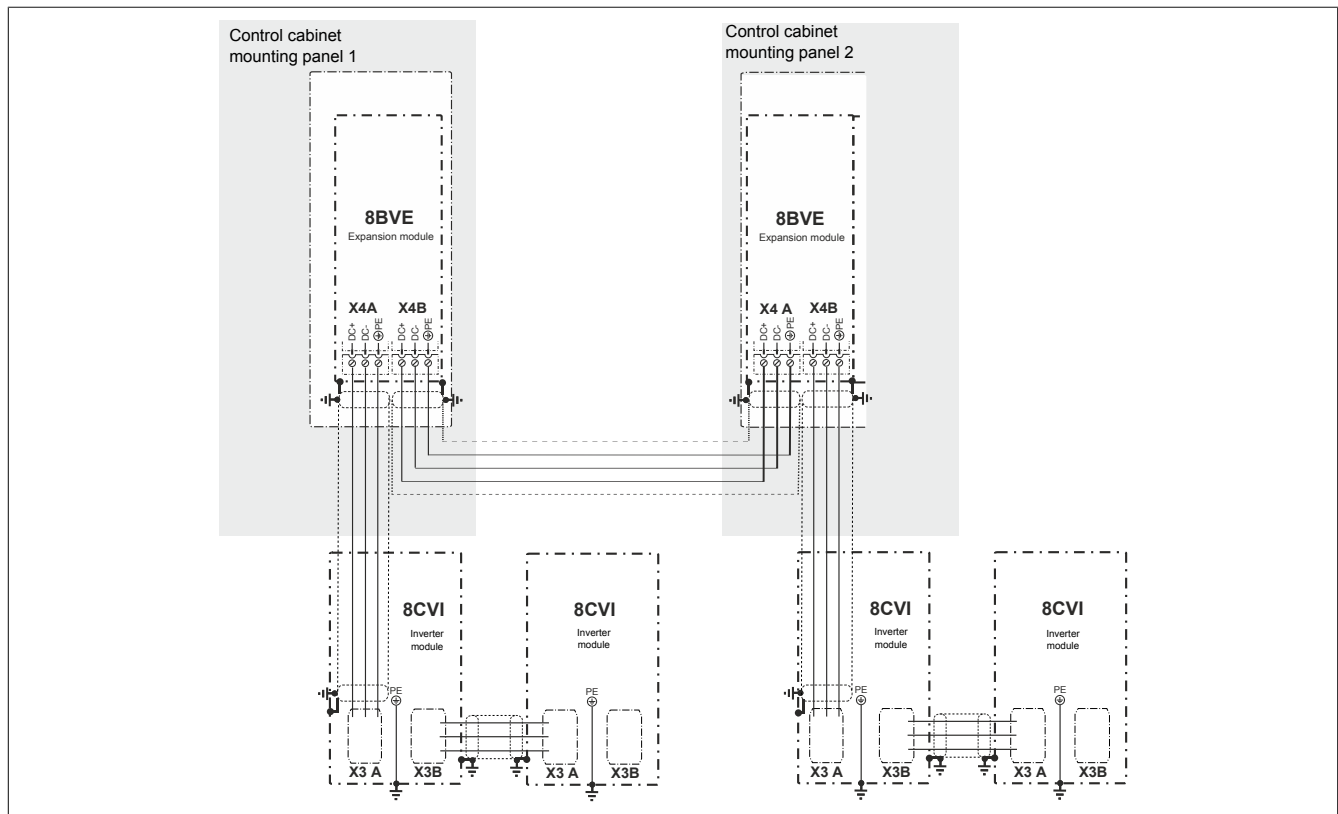 Control cabinet
mounting panel 1
Control cabinet
mounting panel 2
8BVE
Expansion module
X4A X4B
DC+ DC- PE DC+ DC- PE
8BVE
Expansion module
X4 A X4B
DC+ DC- PE DC+ DC- PE
8CVI
Inverter
module
PE
X3 A X3B
8CVI
Inverter
module
PE
X3 A X3B
8CVI
Inverter
module
PE
X3 A X3B
8CVI
Inverter
module
PE
X3 A X3B